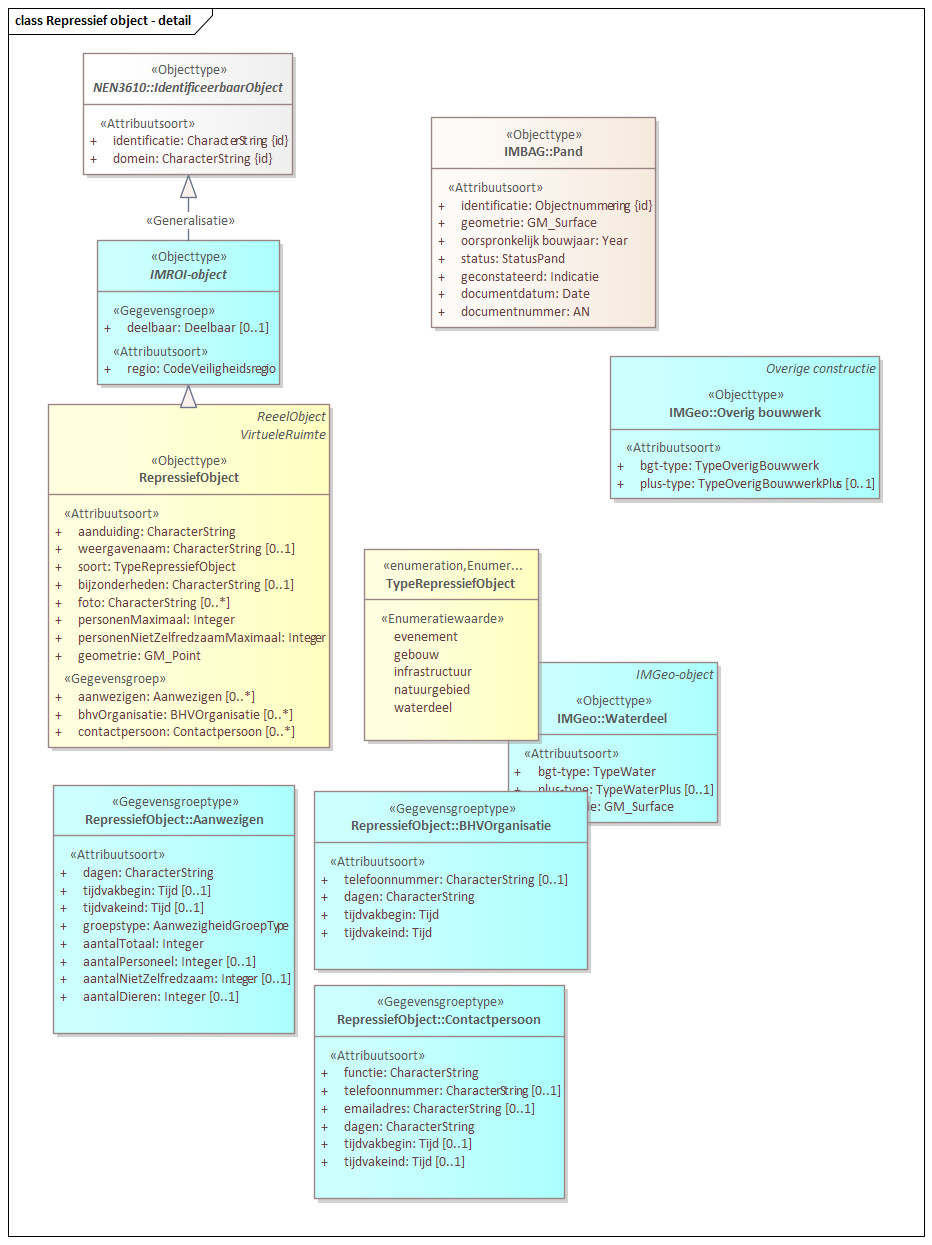 class Repressief object - detail
«Objecttype»
NEN3610::IdentificeerbaarObject
«Attribuutsoort»
+ identificatie: CharacterString {id}
+ domein: CharacterString {id}
«Generalisatie»
«Objecttype»
IMROI-object
«Gegevensgroep»
+ deelbaar: Deelbaar [0..1]
«Attribuutsoort»
+ regio: CodeVeiligheidsregio
«Objecttype»
IMBAG::Pand
«Attribuutsoort»
+ identificatie: Objectnummering {id}
+ geometrie: GM_Surface
+ oorspronkelijk bouwjaar: Year
+ status: StatusPand
+ geconstateerd: Indicatie
+ documentdatum: Date
+ documentnummer: AN
Overige constructie
«Objecttype»
IMGeo::Overig bouwwerk
«Attribuutsoort»
+ bgt-type: TypeOverigBouwwerk
+ plus-type: TypeOverigBouwwerkPlus [0..1]
ReeelObject
VirtueleRuimte
«Objecttype»
RepressiefObject
«Attribuutsoort»
+ aanduiding: CharacterString
+ weergavenaam: CharacterString [0..1]
+ soort: TypeRepressiefObject
+ bijzonderheden: CharacterString [0..1]
+ foto: CharacterString [0..*]
+ personenMaximaal: Integer
+ personenNietZelfredzaamMaximaal: Integer
+ geometrie: GM_Point
«Gegevensgroep»
+ aanwezigen: Aanwezigen [0..*]
+ bhvOrganisatie: BHVOrganisatie [0..*]
+ contactpersoon: Contactpersoon [0..*]
«enumeration,Enumer...
TypeRepressiefObject
«Enumeratiewaarde»
evenement
gebouw
infrastructuur
natuurgebied
waterdeel
IMGeo-object
«Objecttype»
IMGeo::Waterdeel
«Attribuutsoort»
+ bgt-type: TypeWater
+ plus-type: TypeWaterPlus [0..1]
ie: GM_Surface
«Gegevensgroeptype»
RepressiefObject::Aanwezigen
«Attribuutsoort»
+ dagen: CharacterString
+ tijdvakbegin: Tijd [0..1]
+ tijdvakeind: Tijd [0..1]
+ groepstype: AanwezigheidGroepType
+ aantalTotaal: Integer
+ aantalPersoneel: Integer [0..1]
+ aantalNietZelfredzaam: Integer [0..1]
+ aantalDieren: Integer [0..1]
«Gegevensgroeptype»
RepressiefObject::BHVOrganisatie
«Attribuutsoort»
+ telefoonnummer: CharacterString [0..1]
+ dagen: CharacterString
+ tijdvakbegin: Tijd
+ tijdvakeind: Tijd
«Gegevensgroeptype»
RepressiefObject::Contactpersoon
«Attribuutsoort»
+ functie: CharacterString
+ telefoonnummer: CharacterString [0..1]
+ emailadres: CharacterString [0..1]
+ dagen: CharacterString
+ tijdvakbegin: Tijd [0..1]
+ tijdvakeind: Tijd [0..1]